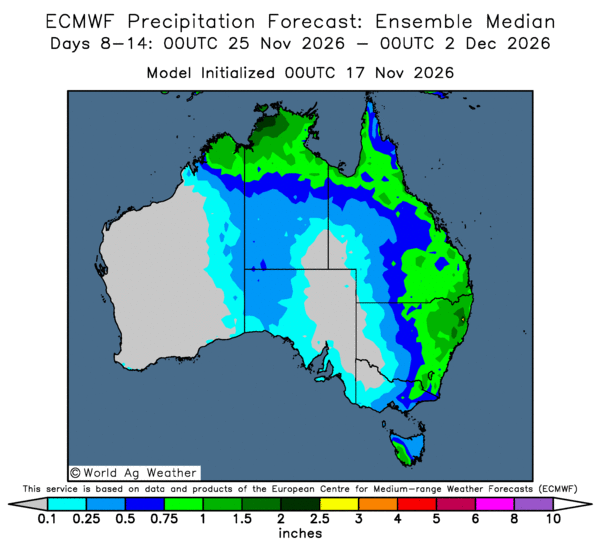 ECMWF Precipitation Forecast: Ensemble Median
Days 8-14: 00UTC 25 Nov 2026 - 00UTC 2 Dec 2026
Model Initialized 00UTC 17 Nov 2026
© World Ag Weather
This service is based on data and products of the European Centre for Medium-range Weather Forecasts (ECMWF)
0.1 0.25 0.5 0.75 1 1.5 2 2.5 3 4 5 6 8 10
inches